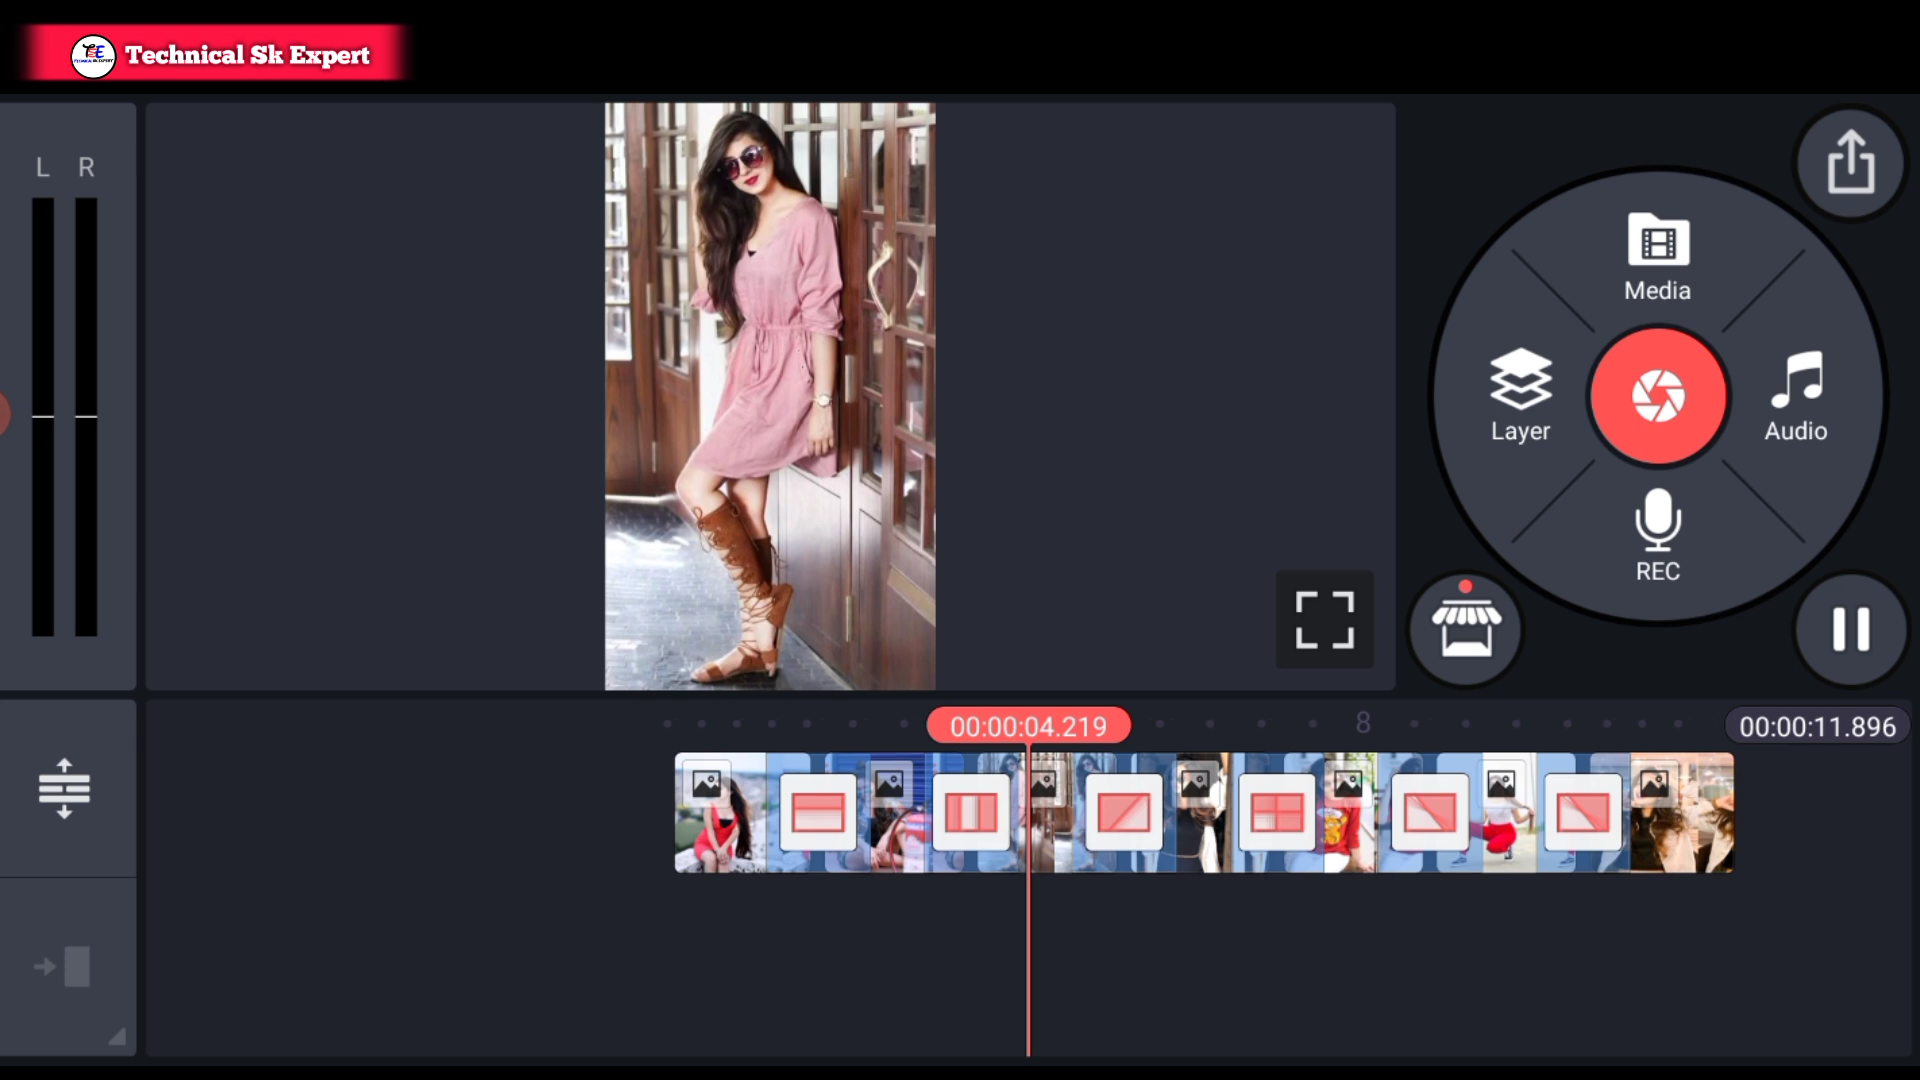 Technical Sk Expert
L R
Media
Layer
Audio
REC
00:00:04.219
8
00:00:11.896